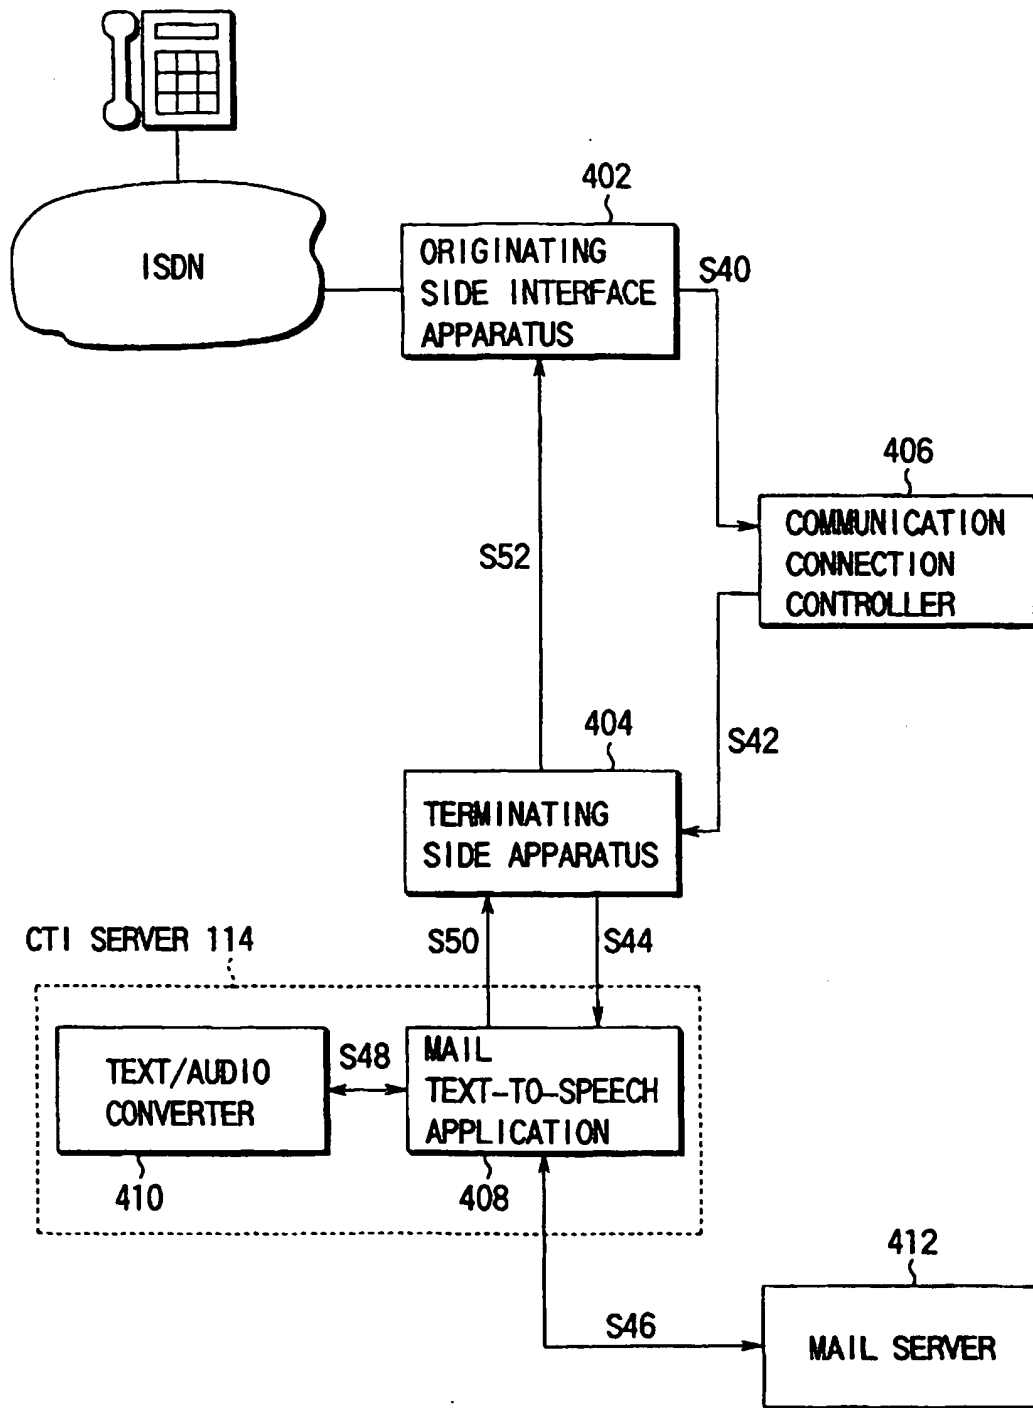 402
ISDN
ORIGINATING
SIDE INTERFACE
APPARATUS
S40
406
COMMUNICATION
CONNECTION
CONTROLLER
S52
404
S42
TERMINATING
SIDE APPARATUS
CTI SERVER 114
S50
S44
TEXT/AUDIO
CONVERTER
S48
MAIL
TEXT-TO-SPEECH
APPLICATION
410
408
412
S46
MAIL SERVER